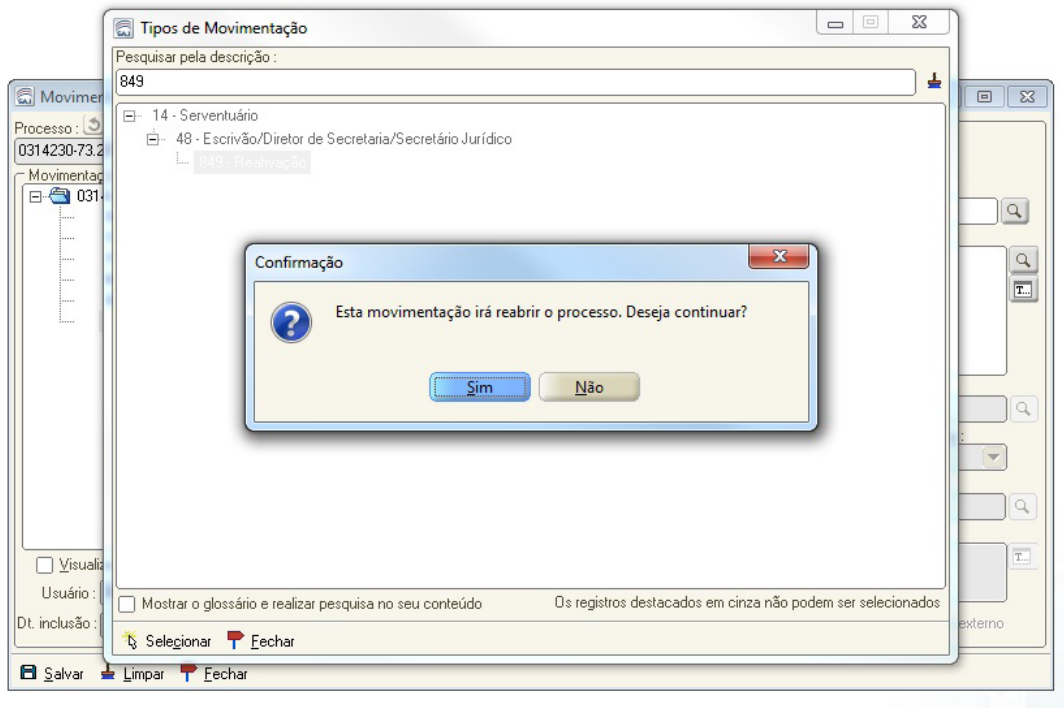 Tipos de Movimentação
Pesquisar pela descrição :
849
14 - Serventuário
48 - Escrivão/Diretor de Secretaria/Secretário Jurídico
849 - Reativação
Confirmação
Esta movimentação irá reabrir o processo. Deseja continuar?
Sim
Não
Mostrar o glossário e realizar pesquisa no seu conteúdo
Os registros destacados em cinza não podem ser selecionados
Selecionar
Fechar
Movimen
Processo :
0314230-73.2
Movimentaç
031
T...
:
Visualiz
T...
Usuário :
Dt. inclusão :
externo
Salvar
Limpar
Fechar